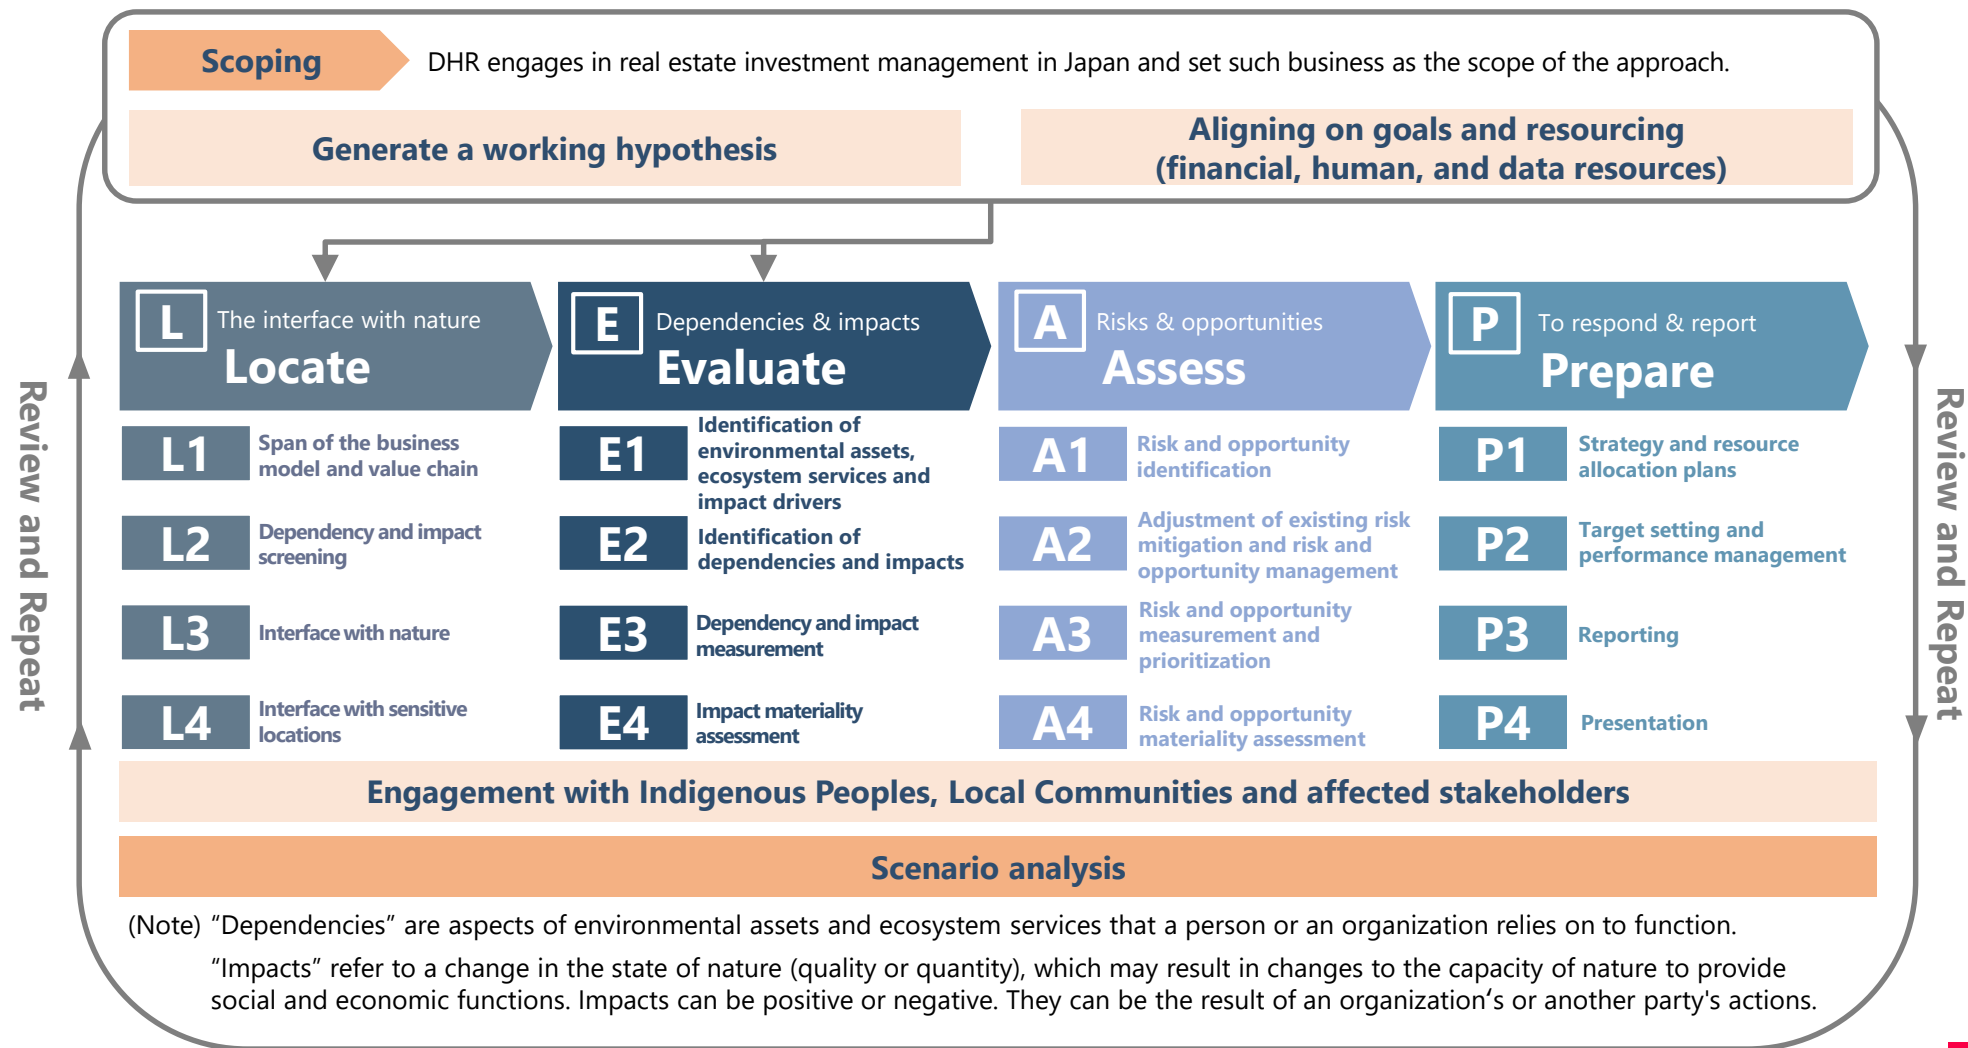 Scoping
DHR engages in real estate investment management in Japan and set such business as the scope of the approach.
Generate a working hypothesis
Aligning on goals and resourcing
(financial, human, and data resources)
Review and Repeat
L
The interface with nature
Locate
L1
Span of the business
model and value chain
L2
Dependency and impact
screening
L3
Interface with nature
L4
Interface with sensitive
locations
E
Dependencies & impacts
Evaluate
E1
Identification of
environmental assets,
ecosystem services and
impact drivers
E2
Identification of
dependencies and impacts
E3
Dependency and impact
measurement
E4
Impact materiality
assessment
A
Risks & opportunities
Assess
A1
Risk and opportunity
identification
A2
Adjustment of existing risk
mitigation and risk and
opportunity management
A3
Risk and opportunity
measurement and
prioritization
A4
Risk and opportunity
materiality assessment
P
To respond & report
Prepare
P1
Strategy and resource
allocation plans
P2
Target setting and
performance management
P3
Reporting
P4
Presentation
Review and Repeat
Engagement with Indigenous Peoples, Local Communities and affected stakeholders
Scenario analysis
(Note) “Dependencies” are aspects of environmental assets and ecosystem services that a person or an organization relies on to function.
“Impacts” refer to a change in the state of nature (quality or quantity), which may result in changes to the capacity of nature to provide
social and economic functions. Impacts can be positive or negative. They can be the result of an organization‘s or another party's actions.